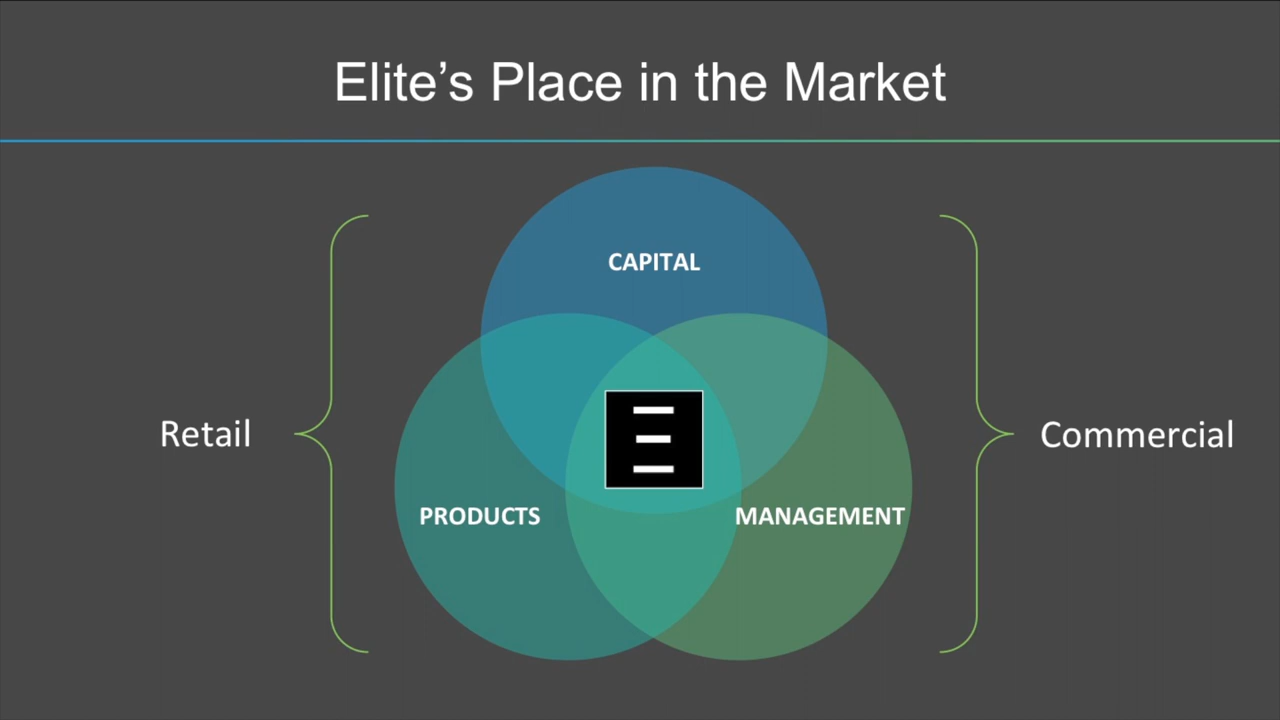 Elite’s Place in the Market
CAPITAL
Retail
Commercial
PRODUCTS
MANAGEMENT